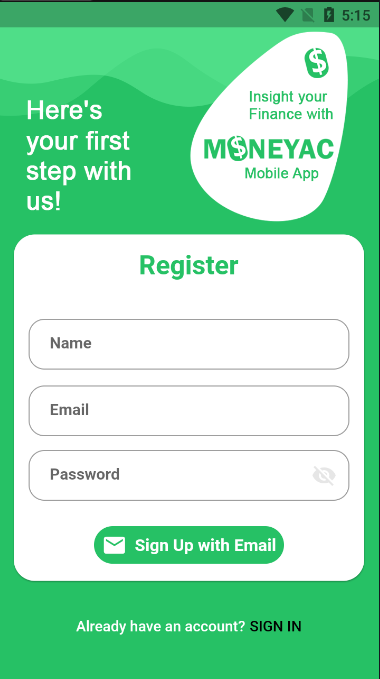 5:15
Here's
your first
step with
us!
$
Insight your
Finance with
M$NEYAC
Mobile App
Register
Name
Email
Password
Sign Up with Email
Already have an account? SIGN IN